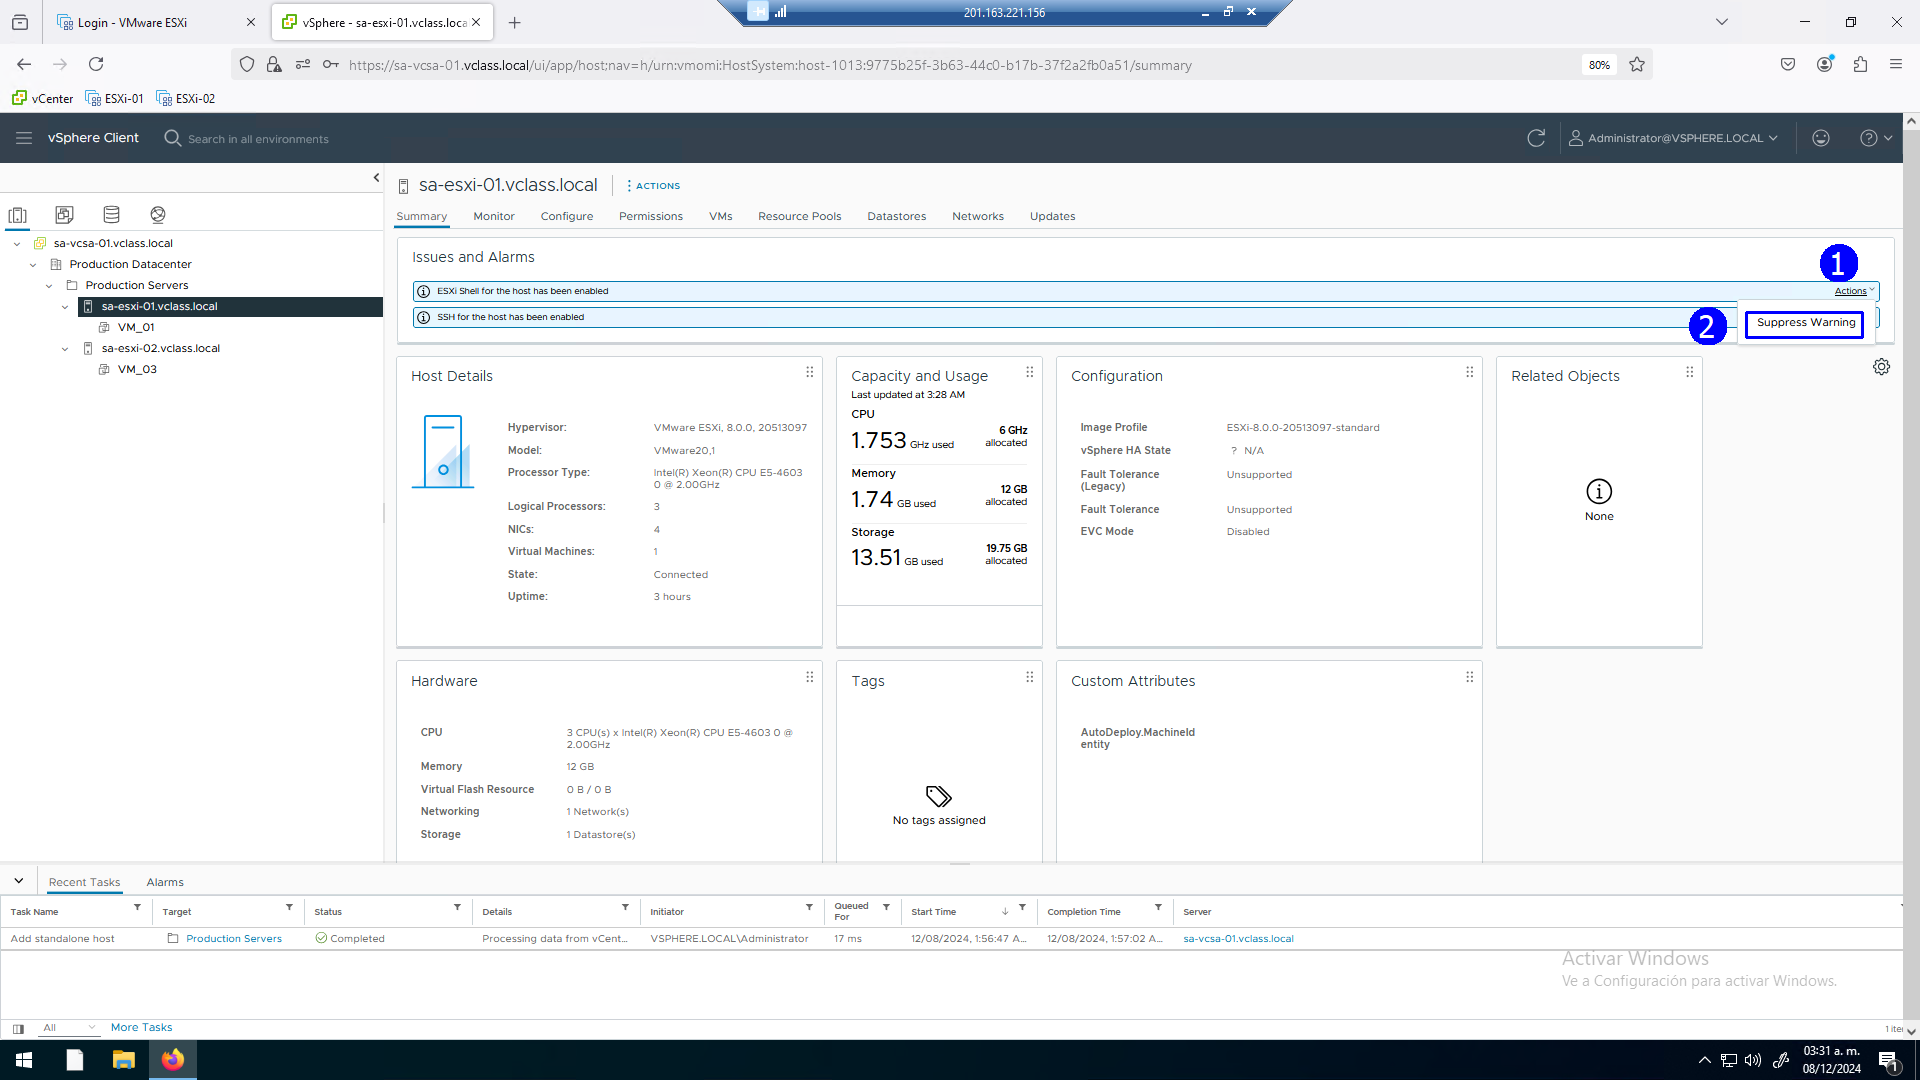 Login - VMware ESXi
vSphere - sa-esxi-01.vclass.loca
201.163.221.156
https://sa-vcsa-01.vclass.local/ui/app/host;nav=h/urn:vmomi:HostSystem:host-1013:9775b25f-3b63-44c0-b17b-37f2a2fb0a51/summary
80%
vCenter
ESXi-01
ESXi-02
vSphere Client
Search in all environments
Administrator@VSPHERE.LOCAL
sa-esxi-01.vclass.local
ACTIONS
Summary
Monitor
Configure
Permissions
VMs
Resource Pools
Datastores
Networks
Updates
sa-vcsa-01.vclass.local
Production Datacenter
Production Servers
sa-esxi-01.vclass.local
VM_01
sa-esxi-02.vclass.local
VM_03
Issues and Alarms
1
ESXi Shell for the host has been enabled
Actions
SSH for the host has been enabled
2
Suppress Warning
Host Details
Hypervisor: VMware ESXi, 8.0.0, 20513097
Model: VMware20,1
Processor Type: Intel(R) Xeon(R) CPU E5-4603
0 @ 2.00GHz
Logical Processors: 3
NICs: 4
Virtual Machines: 1
State: Connected
Uptime: 3 hours
Capacity and Usage
Last updated at 3:28 AM
CPU
1.753 GHz used
6 GHz
allocated
Memory
1.74 GB used
12 GB
allocated
Storage
13.51 GB used
19.75 GB
allocated
Configuration
Image Profile ESXi-8.0.0-20513097-standard
vSphere HA State ? N/A
Fault Tolerance
(Legacy)
Unsupported
Fault Tolerance Unsupported
EVC Mode Disabled
Related Objects
None
Hardware
CPU 3 CPU(s) x Intel(R) Xeon(R) CPU E5-4603 0 @
2.00GHz
Memory 12 GB
Virtual Flash Resource 0 B / 0 B
Networking 1 Network(s)
Storage 1 Datastore(s)
Tags
No tags assigned
Custom Attributes
AutoDeploy.MachineId
entity
Recent Tasks
Alarms
Task Name
Target
Status
Details
Initiator
Queued
For
Start Time
Completion Time
Server
Add standalone host
Production Servers
Completed
Processing data from vCent...
VSPHERE.LOCAL\Administrator
17 ms
12/08/2024, 1:56:47 A...
12/08/2024, 1:57:02 A...
sa-vcsa-01.vclass.local
Activar Windows
Ve a Configuración para activar Windows.
All
More Tasks
1 ite
03:31 a. m.
08/12/2024
1